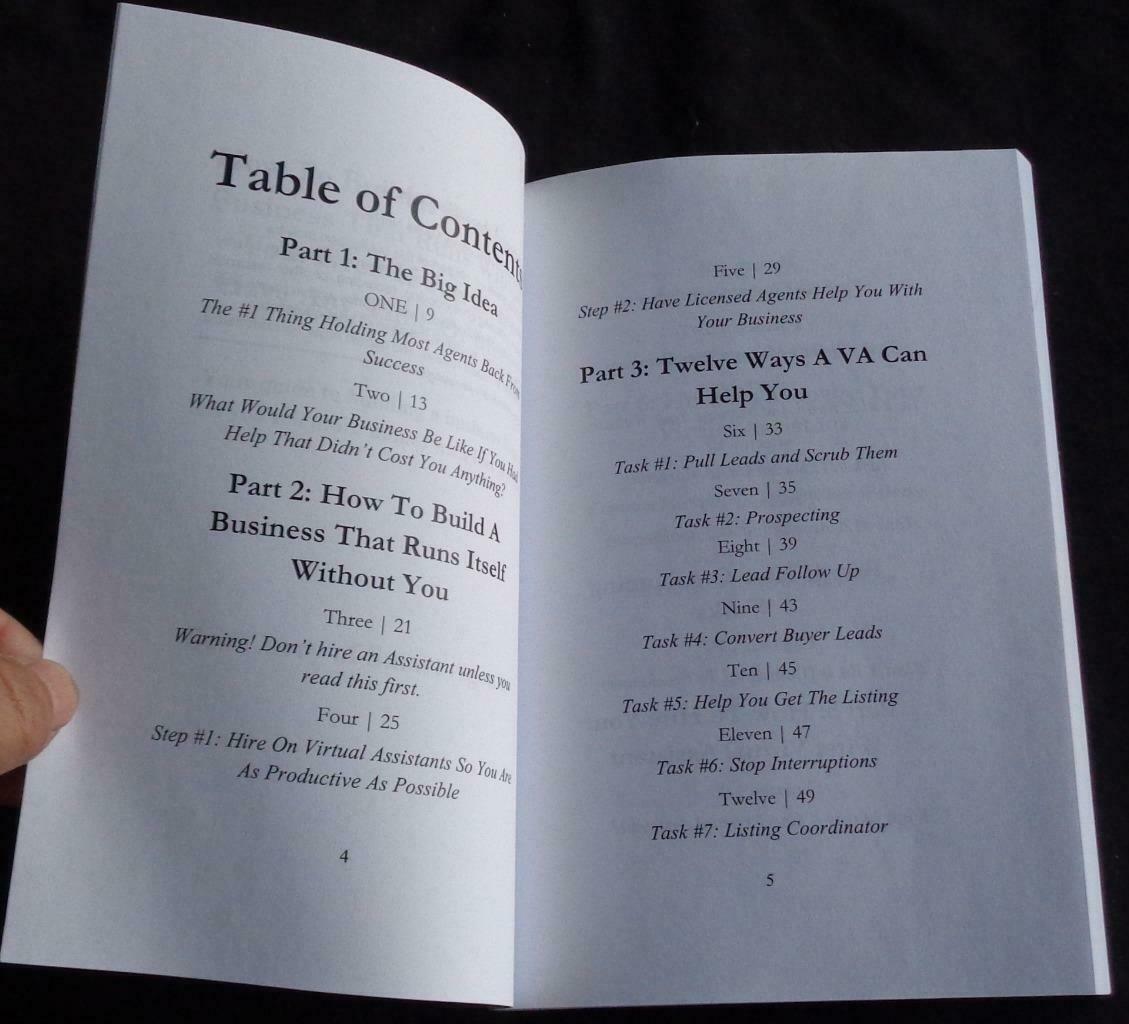 Table of Contents
Part 1: The Big Idea
ONE | 9
The #1 Thing Holding Most Agents Back From
Success
Two | 13
What Would Your Business Be Like If You Had
Help That Didn't Cost You Anything?
Part 2: How To Build A
Business That Runs Itself
Without You
Three | 21
Warning! Don't hire an Assistant unless you
read this first.
Four | 25
Step #1: Hire On Virtual Assistants So You Are
As Productive As Possible
4
Five | 29
Step #2: Have Licensed Agents Help You With
Your Business
Part 3: Twelve Ways A VA Can
Help You
Six | 33
Task #1: Pull Leads and Scrub Them
Seven | 35
Task #2: Prospecting
Eight | 39
Task #3: Lead Follow Up
Nine | 43
Task #4: Convert Buyer Leads
Ten | 45
Task #5: Help You Get The Listing
Eleven | 47
Task #6: Stop Interruptions
Twelve | 49
Task #7: Listing Coordinator
5